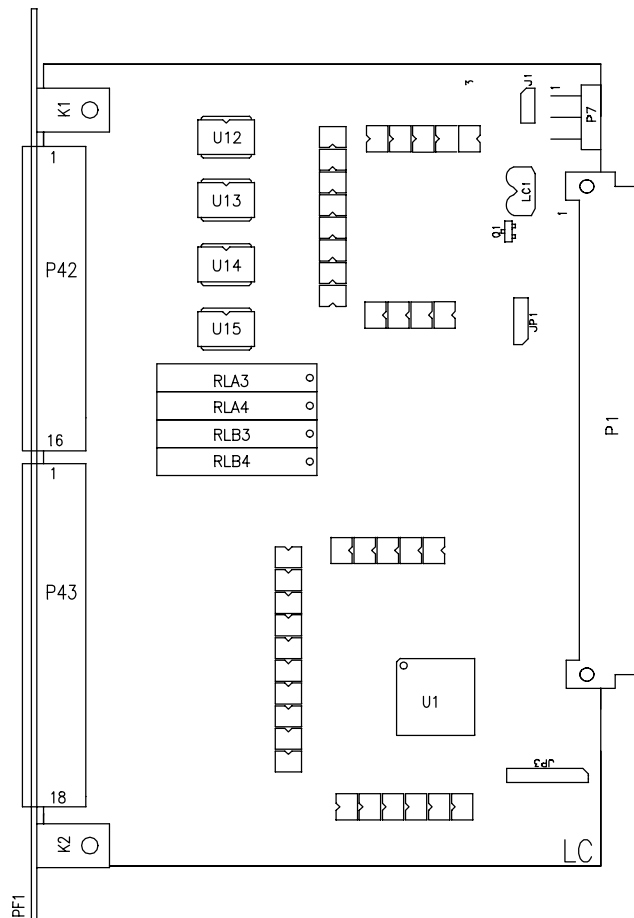 3
J1
1
P7
K1
U12
1
U13
LC1
1
Q1
P42
U14
U15
JP1
RLA3
RLA4
RLB3
P1
16
RLB4
1
P43
U1
JP3
18
K2
LC
PF1